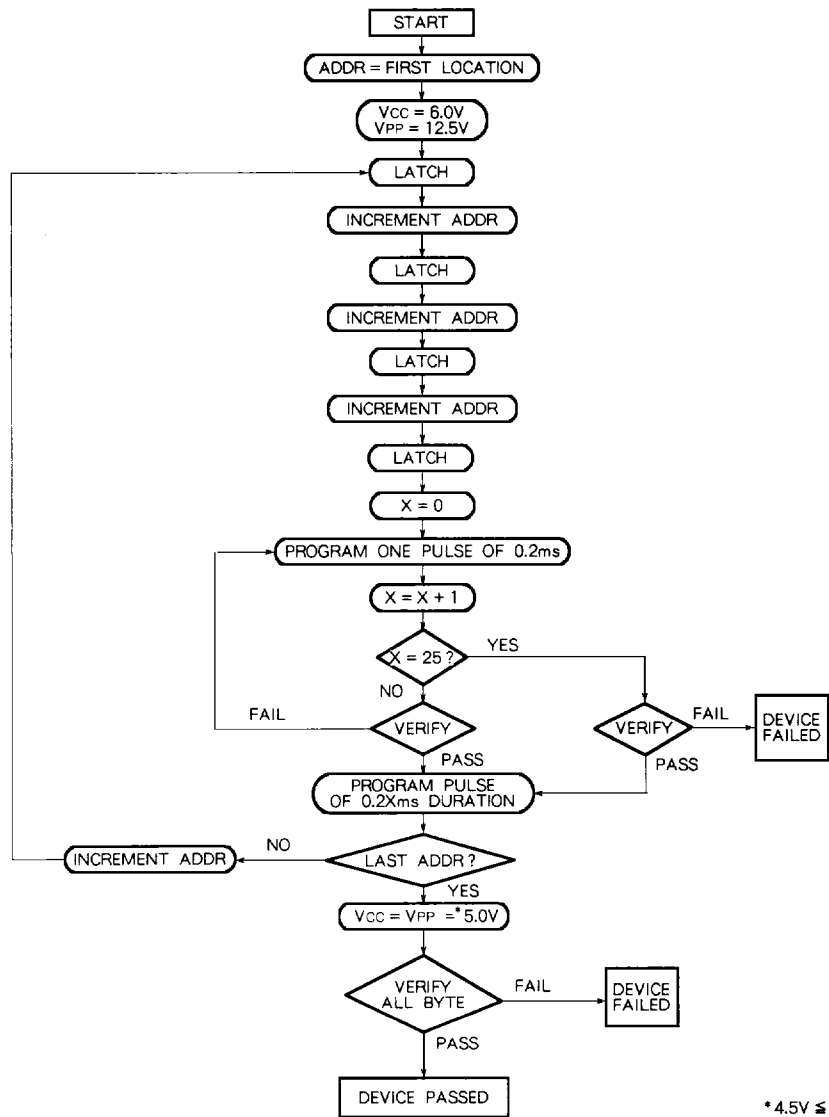 START
ADDR = FIRST LOCATION
VCC = 6.0V
VPP = 12.5V
LATCH
INCREMENT ADDR
LATCH
INCREMENT ADDR
LATCH
INCREMENT ADDR
LATCH
X = 0
PROGRAM ONE PULSE OF 0.2ms
X = X + 1
X = 25 ?
YES
NO
FAIL
VERIFY
VERIFY
FAIL
DEVICE
FAILED
PASS
PASS
PROGRAM PULSE
OF 0.2Xms DURATION
INCREMENT ADDR
NO
LAST ADDR ?
YES
VCC = VPP =*5.0V
VERIFY
ALL BYTE
FAIL
DEVICE
FAILED
PASS
DEVICE PASSED
*4.5V ≦